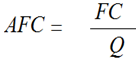 AFC = FC
Q